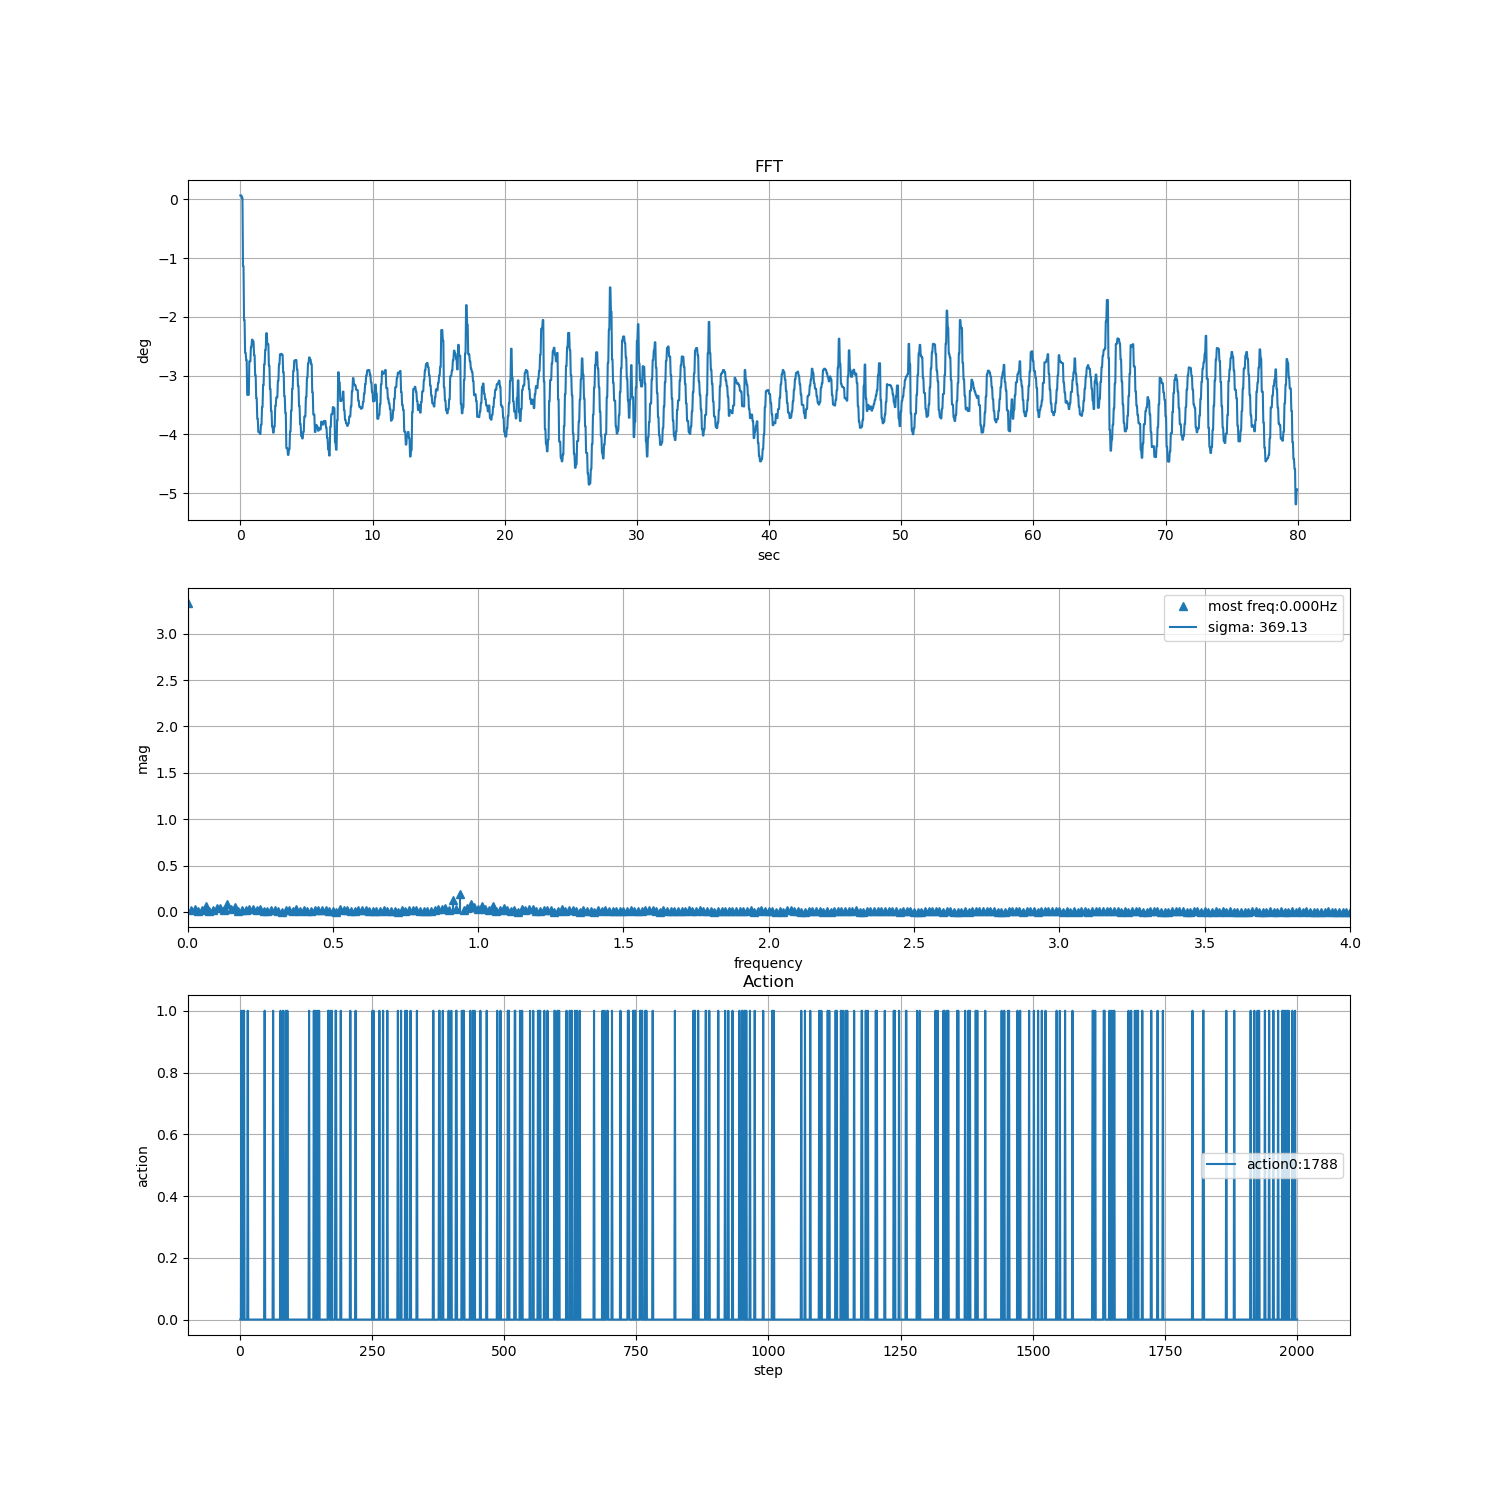 FFT
0
−1
−2
−3
−4
−5
deg
0 10 20 30 40 50 60 70 80
sec
most freq:0.000Hz
sigma: 369.13
3.0
2.5
2.0
1.5
1.0
0.5
0.0
mag
0.0 0.5 1.0 1.5 2.0 2.5 3.0 3.5 4.0
frequency
Action
1.0
0.8
0.6
0.4
0.2
0.0
action
action0:1788
0 250 500 750 1000 1250 1500 1750 2000
step